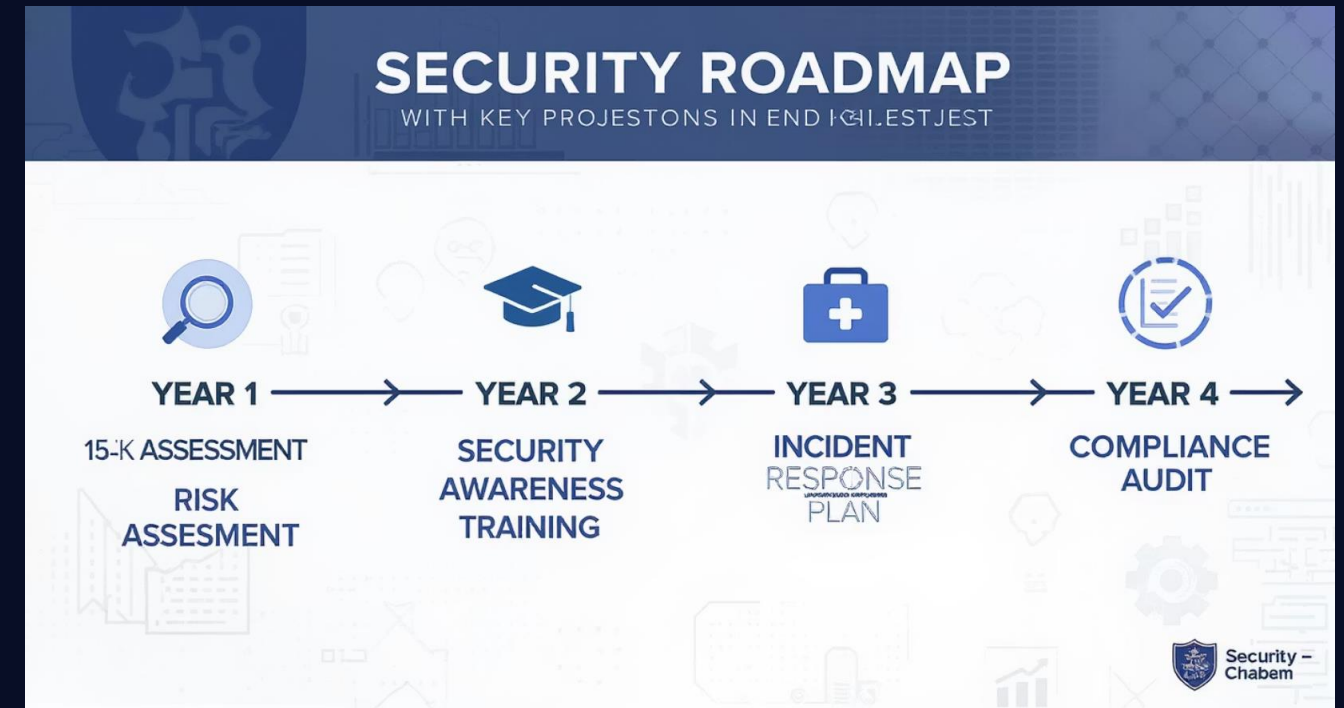 SECURITY ROADMAP
WITH KEY PROJESTONS IN END
YEAR 1
YEAR 2
YEAR 3
YEAR 4
15-K ASSESSMENT
RISK
ASSESMENT
SECURITY
AWARENESS
TRAINING
INCIDENT
RESPONSE
PLAN
COMPLIANCE
AUDIT
Security –
Chabem